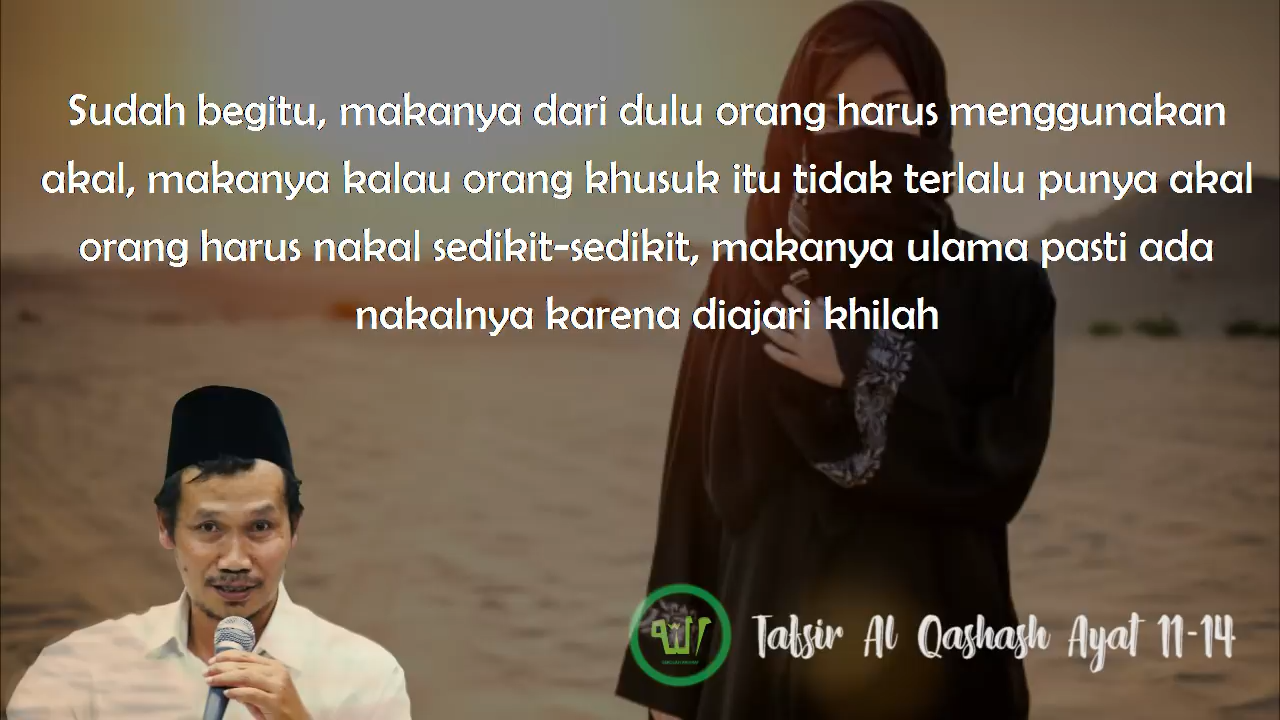 Sudah begitu, makanya dari dulu orang harus menggunakan
akal, makanya kalau orang khusuk itu tidak terlalu punya akal
orang harus nakal sedikit-sedikit, makanya ulama pasti ada
nakalnya karena diajari khilah
Tafsir Al Qashash Ayat 11-14